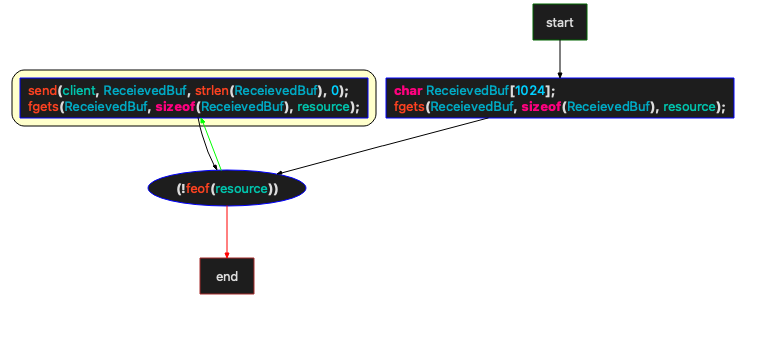 start
send(client, ReceievedBuf, strlen(ReceievedBuf), 0);
fgets(ReceievedBuf, sizeof(ReceievedBuf), resource);
char ReceievedBuf[1024];
fgets(ReceievedBuf, sizeof(ReceievedBuf), resource);
(!feof(resource))
end